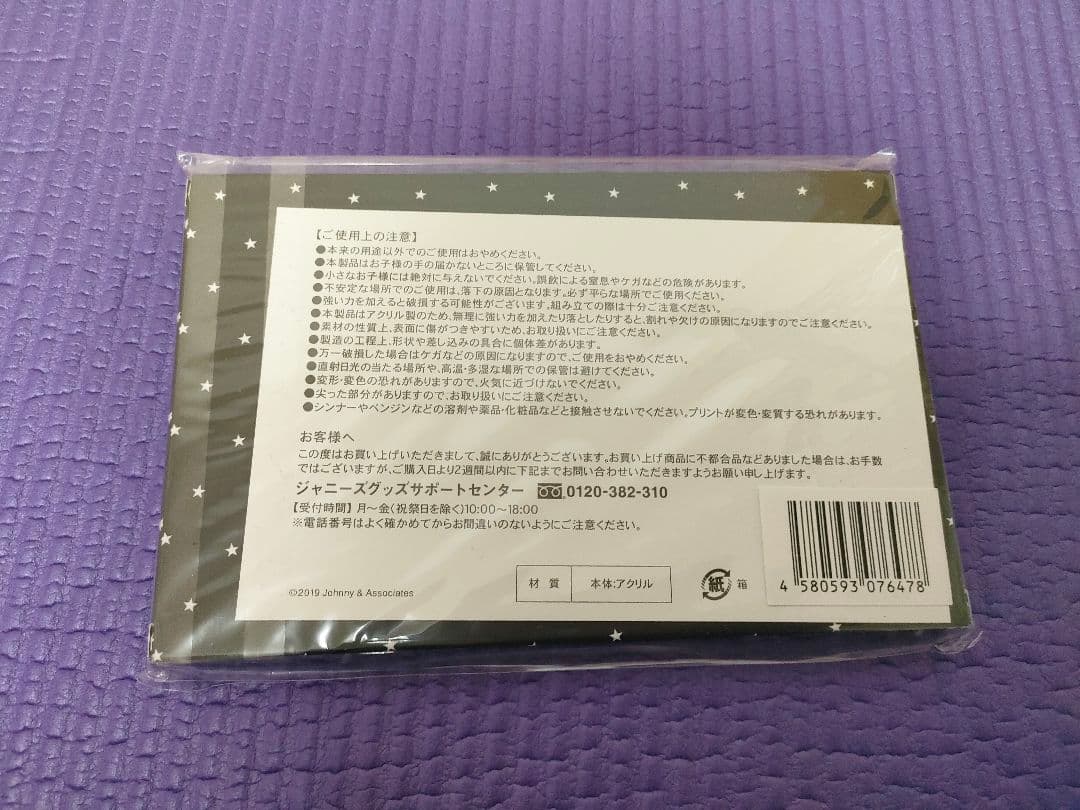 【ご使用上の注意】
●本来の用途以外でのご使用はおやめください。
●本製品はお子様の手の届かないところに保管してください。
●小さなお子様には絶対に与えないでください。誤飲による窒息やケガなどの危険があります。
●不安定な場所でのご使用は、落下の原因となります。必ず平らな場所でご使用ください。
●強い力を加えると破損する可能性がございます。組み立ての際は十分ご注意ください。
●本製品はアクリル製のため、無理に強い力を加えたり落としたりすると、割れや欠けの原因になりますのでご注意ください。
●素材の性質上、表面に傷がつきやすいため、お取り扱いにご注意ください。
●製造の工程上、形状や差し込みの具合に個体差があります。
●万一破損した場合はケガなどの原因になりますので、ご使用をおやめください。
●直射日光の当たる場所や、高温・多湿な場所での保管は避けてください。
●変形・変色の恐れがありますので、火気に近づけないでください。
●尖った部分がありますので、お取り扱いにご注意ください。
●シンナーやベンジンなどの溶剤や薬品・化粧品などと接触させないでください。プリントが変色・変質する恐れがあります。
お客様へ
この度はお買い上げいただきまして、誠にありがとうございます。お買い上げ商品に不都合品などありました場合は、お手数
ではございますが、ご購入日より2週間以内に下記までお問い合わせいただきますようお願い申し上げます。
ジャニーズグッズサポートセンター 0120-382-310
【受付時間】月～金(祝祭日を除く)10:00～18:00
※電話番号はよく確かめてからお間違いのないようにご注意ください。
©2019 Johnny & Associates
材質 本体:アクリル
紙 箱
4 580593 076478